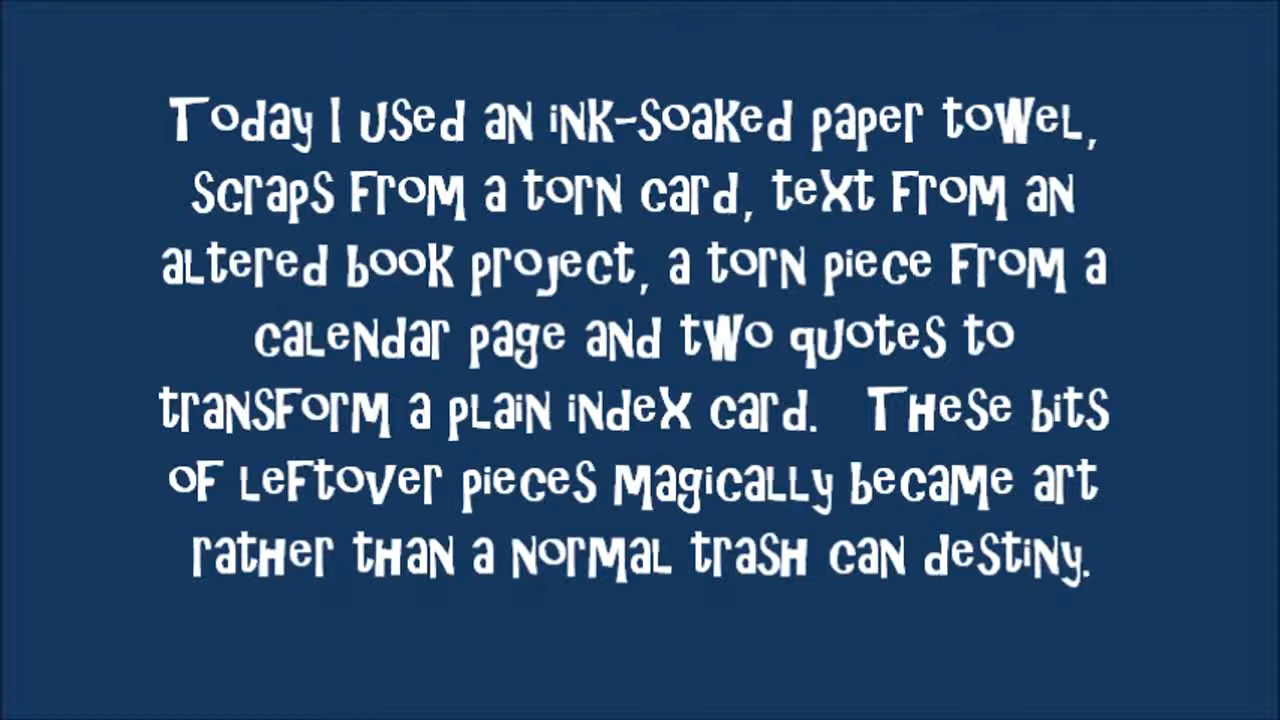 Today I used an ink-soaked paper towel,
scraps from a torn card, text from an
altered book project, a torn piece from a
calendar page and two quotes to
transform a plain index card.   These bits
of leftover pieces magically became art
rather than a normal trash can destiny.